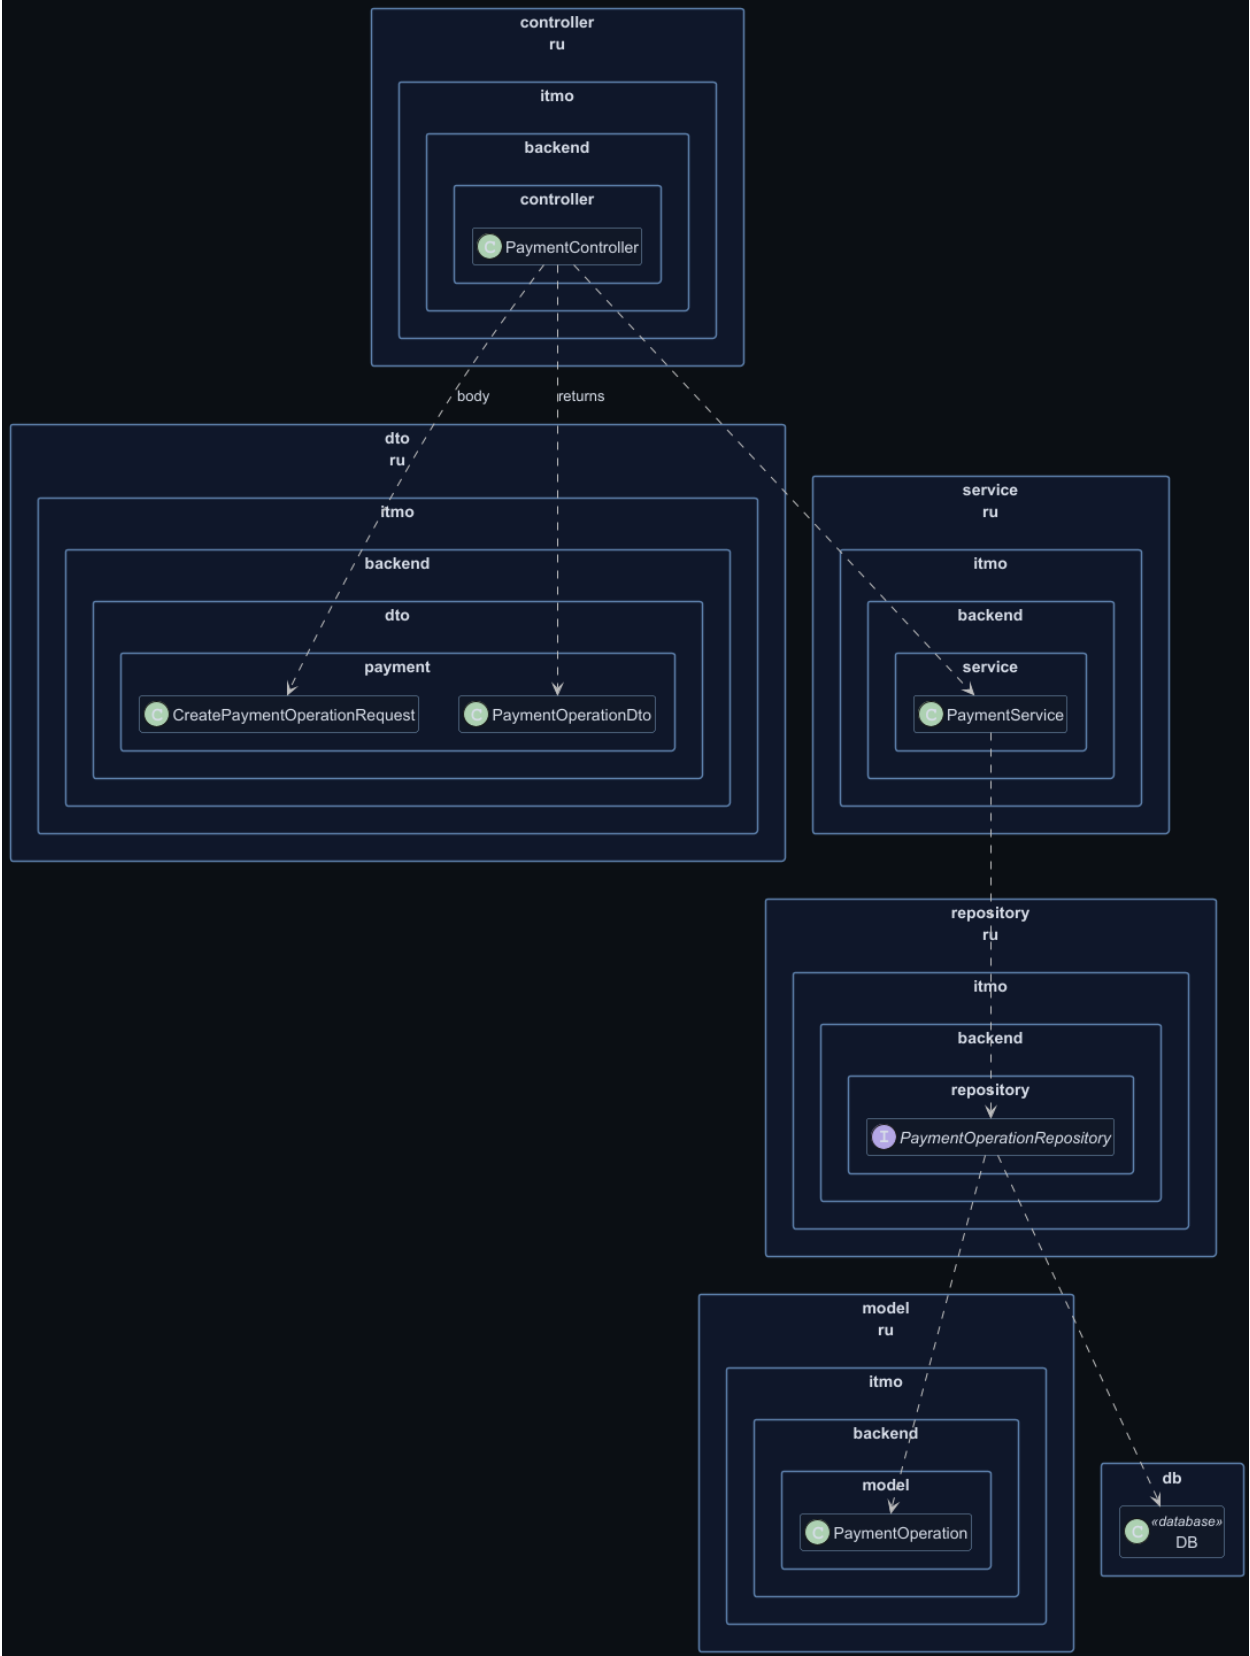 controller
ru
itmo
backend
controller
C PaymentController
body
returns
dto
ru
itmo
backend
dto
payment
C CreatePaymentOperationRequest
C PaymentOperationDto
service
ru
itmo
backend
service
C PaymentService
repository
ru
itmo
backend
repository
I PaymentOperationRepository
model
ru
itmo
backend
model
C PaymentOperation
db
C «database»
DB